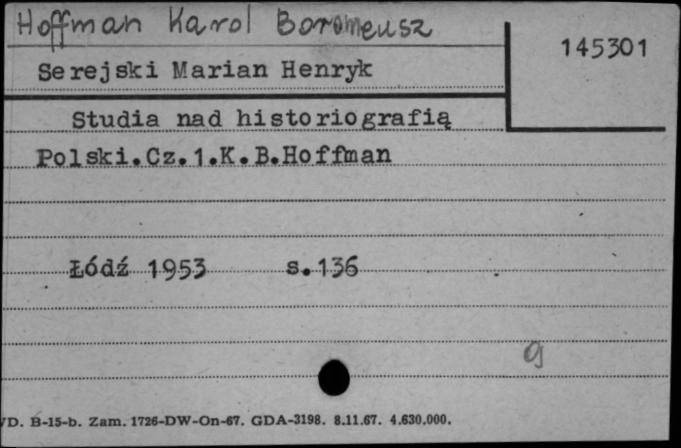 Hoffman Karol Boromeusz
145301
Serejski Marian Henryk
Studia nad historiografią
Polski.Cz.1.K.B.Hoffman
Łódź 1953 s.136
g
D. B-15-b. Zam. 1726-DW-On-67. GDA-3198. 8.11.67. 4.630.000.